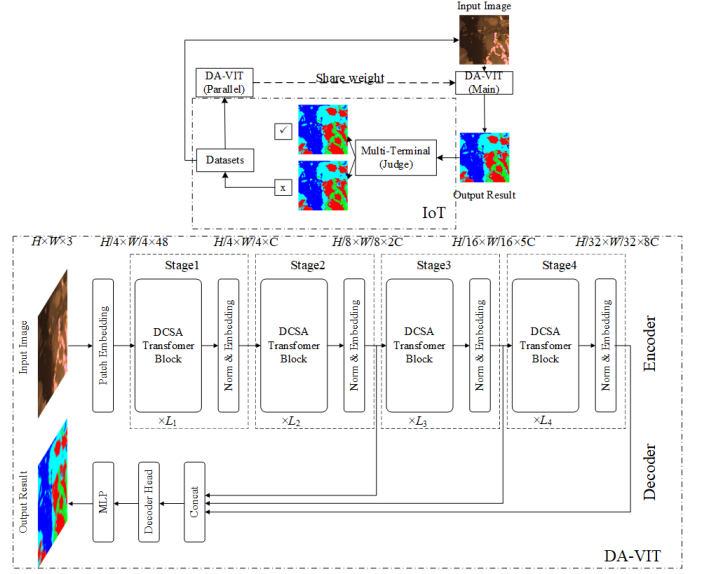 Input Image
DA-VIT
(Parallel)
Share weight
DA-VIT
(Main)
✓
Datasets
Multi-Terminal
(Judge)
x
Output Result
IoT
H×W×3
H/4×W/4×48
H/4×W/4×C
H/8×W/8×2C
H/16×W/16×5C
H/32×W/32×8C
Stage1
Stage2
Stage3
Stage4
Input Image
Patch Embedding
DCSA
Transfomer
Block
Norm & Embedding
DCSA
Transfomer
Block
Norm & Embedding
DCSA
Transfomer
Block
Norm & Embedding
DCSA
Transfomer
Block
Norm & Embedding
Encoder
×L1
×L2
×L3
×L4
Output Result
MLP
Decoder Head
Concat
Decoder
DA-VIT